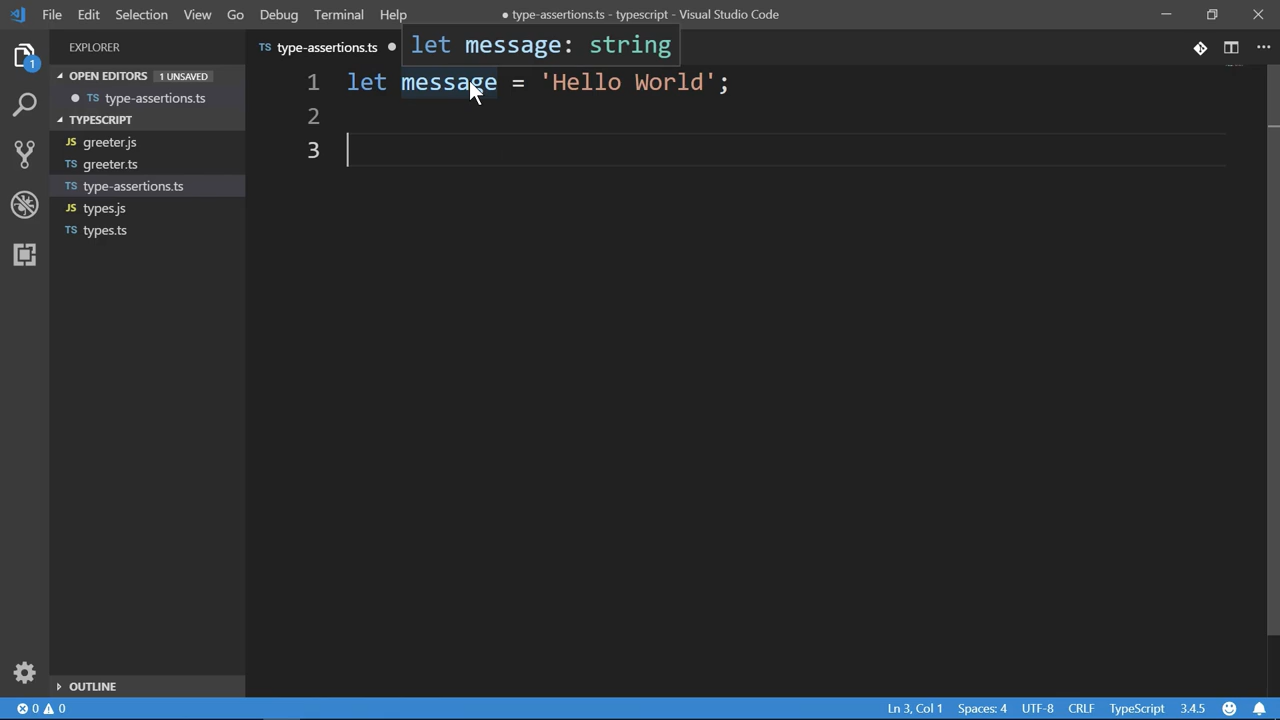 File Edit Selection View Go Debug Terminal Help
● type-assertions.ts - typescript - Visual Studio Code
EXPLORER
TS type-assertions.ts ●
let message: string
OPEN EDITORS 1 UNSAVED
● TS type-assertions.ts
TYPESCRIPT
JS greeter.js
TS greeter.ts
TS type-assertions.ts
JS types.js
TS types.ts
OUTLINE
1
1 let message = 'Hello World';
2
3
0 0
Ln 3, Col 1 Spaces: 4 UTF-8 CRLF TypeScript 3.4.5